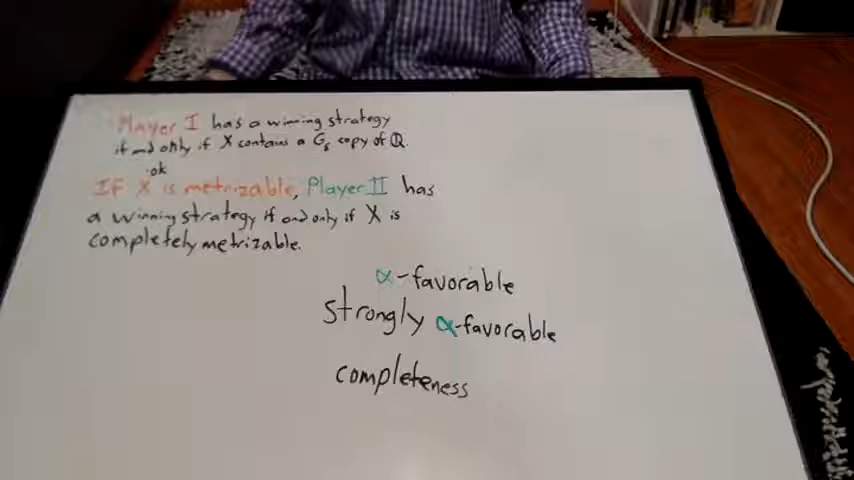 Player I has a winning strategy
if and only if X contains a Gδ copy of ℚ.
ok
IF X is metrizable, Player II has
a winning strategy if and only if X is
completely metrizable.
α-favorable
strongly α-favorable
completeness